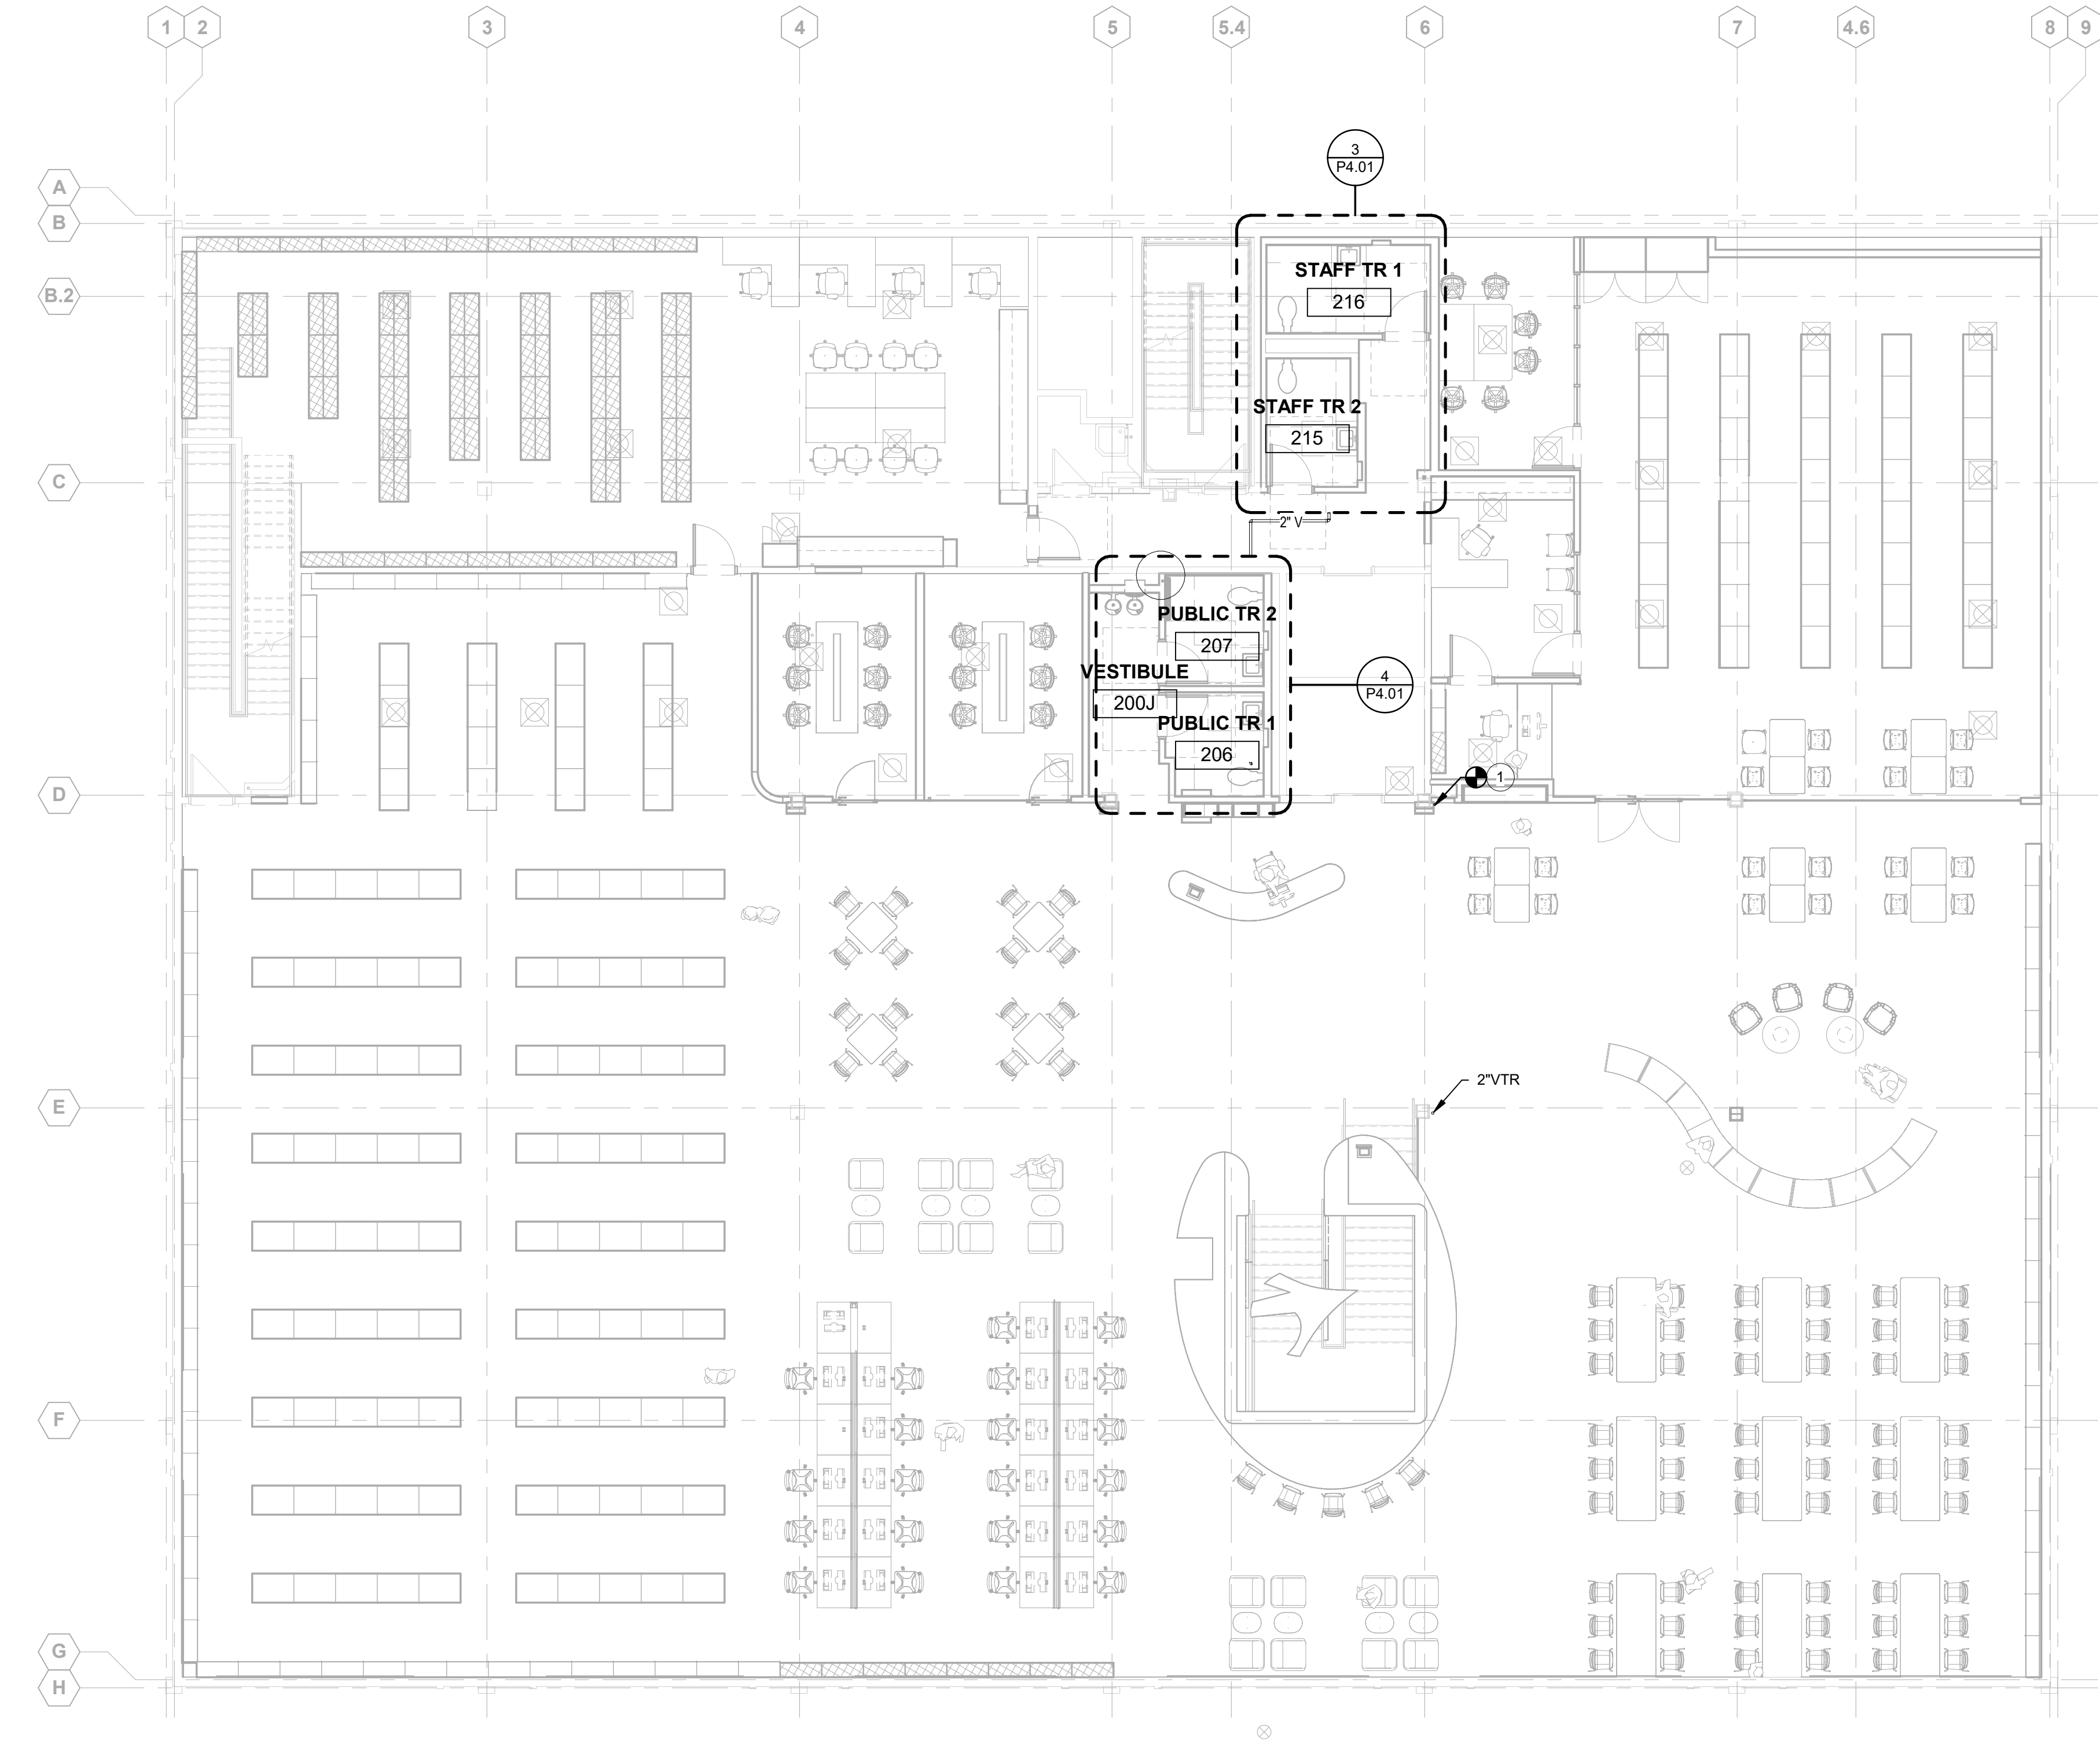 1 2 3 4 5 5.4 6 7 4.6 8 9
3
P4.01
A
B
B.2
STAFF TR 1
216
STAFF TR 2
215
C
2" V
PUBLIC TR 2
207
VESTIBULE
4
P4.01
200J
PUBLIC TR 1
206
D
1
E
2"VTR
F
G
H